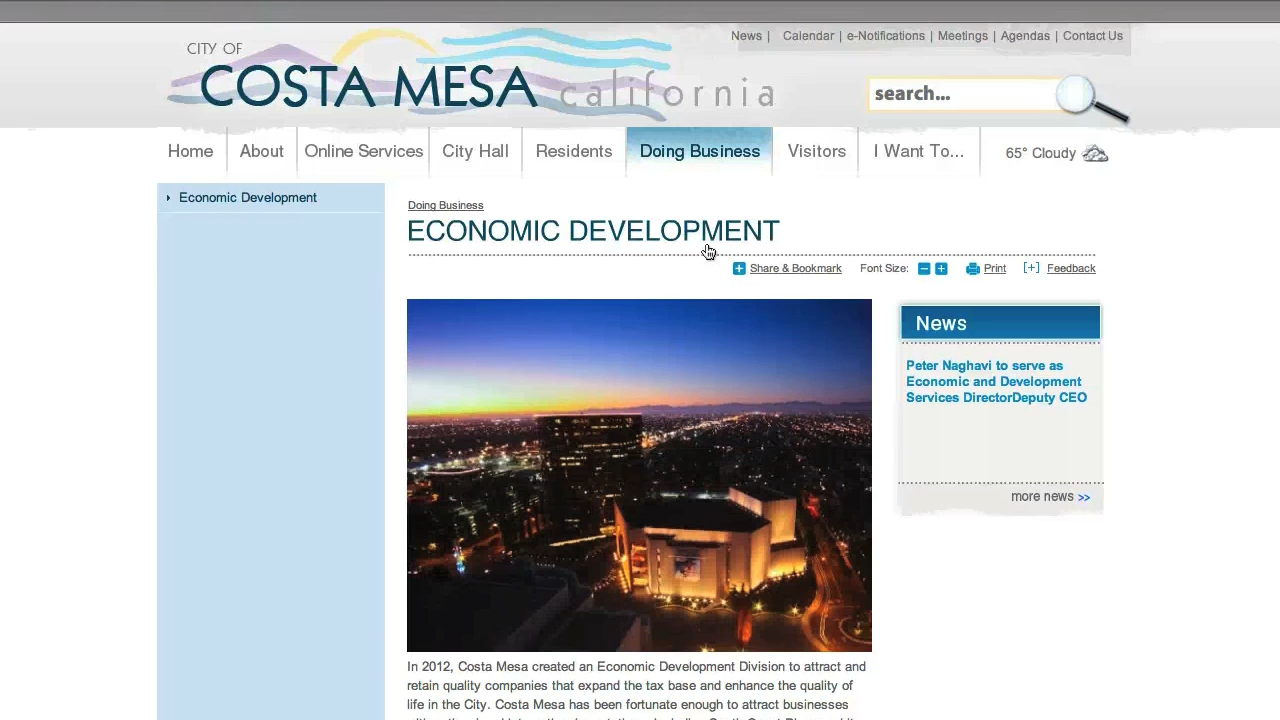 News | Calendar | e-Notifications | Meetings | Agendas | Contact Us
CITY OF
COSTA MESA california
search...
Home About Online Services City Hall Residents Doing Business Visitors I Want To... 65° Cloudy
Economic Development
Doing Business
ECONOMIC DEVELOPMENT
Share & Bookmark Font Size: Print [+] Feedback
News
Peter Naghavi to serve as
Economic and Development
Services DirectorDeputy CEO
more news >>
In 2012, Costa Mesa created an Economic Development Division to attract and
retain quality companies that expand the tax base and enhance the quality of
life in the City. Costa Mesa has been fortunate enough to attract businesses